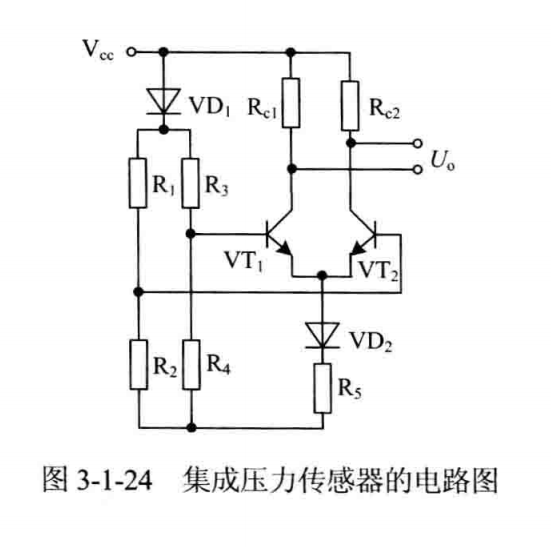 Vcc
VD1
Rc1
Rc2
Uo
R1
R3
VT1
VT2
VD2
R2
R4
R5
图 3-1-24 集成压力传感器的电路图